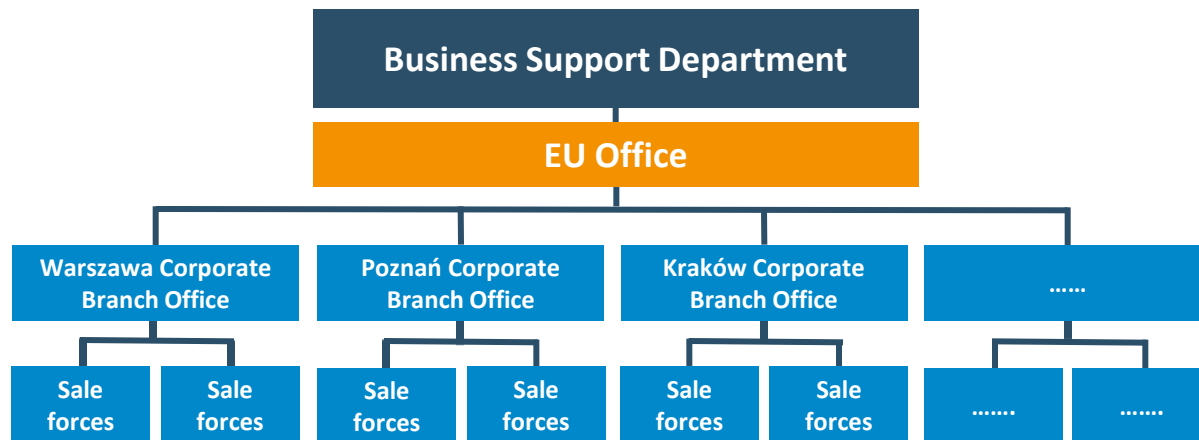 Business Support Department
EU Office
Warszawa Corporate
Branch Office
Poznań Corporate
Branch Office
Kraków Corporate
Branch Office
......
Sale
forces
Sale
forces
Sale
forces
Sale
forces
Sale
forces
Sale
forces
.......
.......